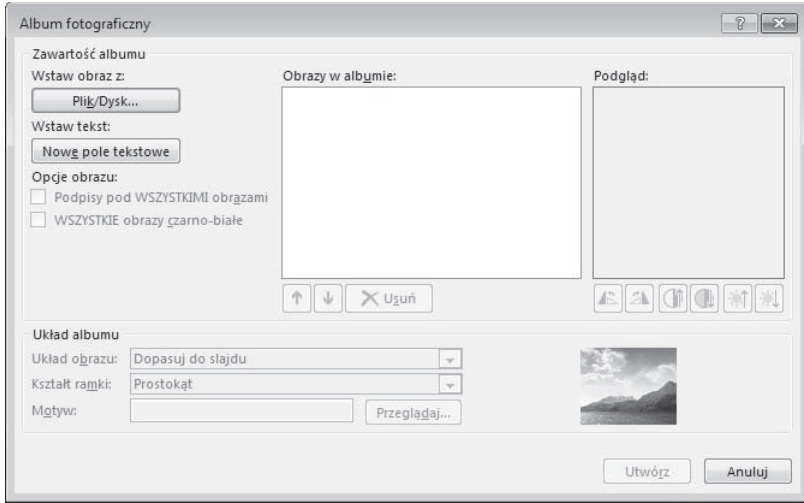 Album fotograficzny
Zawartość albumu
Wstaw obraz z:
Plik/Dysk...
Wstaw tekst:
Nowe pole tekstowe
Opcje obrazu:
Podpisy pod WSZYSTKIMI obrazami
WSZYSTKIE obrazy czarno-białe
Obrazy w albumie:
Usuń
Podgląd:
Układ albumu
Układ obrazu: Dopasuj do slajdu
Kształt ramki: Prostokąt
Motyw: Przeglądaj...
Utwórz Anuluj